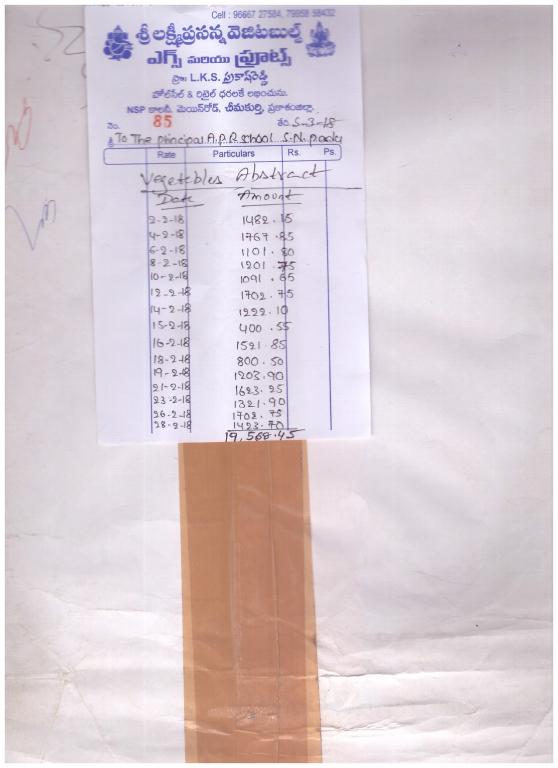 Cell : 96667 27584, 79958 58432
శ్రీ లక్ష్మీప్రసన్న వెజిటబుల్స్
ఎగ్స్ మరియు ఫ్రూట్స్
ప్రొ: L.K.S. ప్రకాష్‌రెడ్డి
హోల్‌సేల్ & రిటైల్ ధరలకే లభించును.
NSP కాలనీ, మెయిన్‌రోడ్, చీమకుర్తి, ప్రకాశంజిల్లా.
నెం. 85 తేది. 5-3-18
శ్రీ To The principal A.P.R. school S.N. padu
Rate Particulars Rs. Ps.
Vegetebles Abstract
Date Amount
2-2-18 1482.15
4-2-18 1767.85
6-2-18 1101.80
8-2-18 1201.75
10-2-18 1091.65
12-2-18 1702.75
14-2-18 1222.10
15-2-18 400.55
16-2-18 1521.85
18-2-18 800.50
19-2-18 1203.90
21-2-18 1623.25
23-2-18 1321.90
26-2-18 1702.75
28-2-18 1423.70
19,568.45